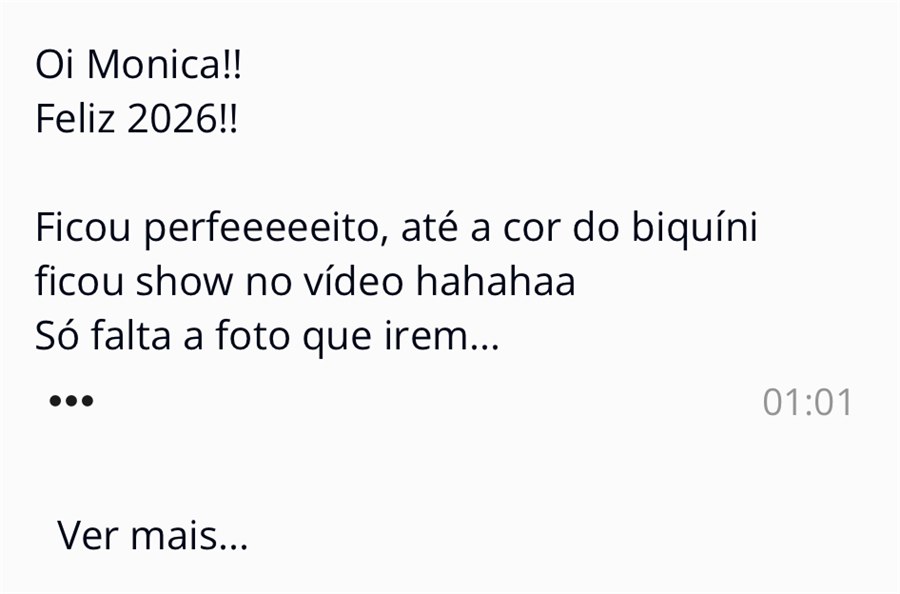 Oi Monica!!
Feliz 2026!!
Ficou perfeeeeeito, até a cor do biquíni
ficou show no vídeo hahahaa
Só falta a foto que irem...
•••
01:01
Ver mais...